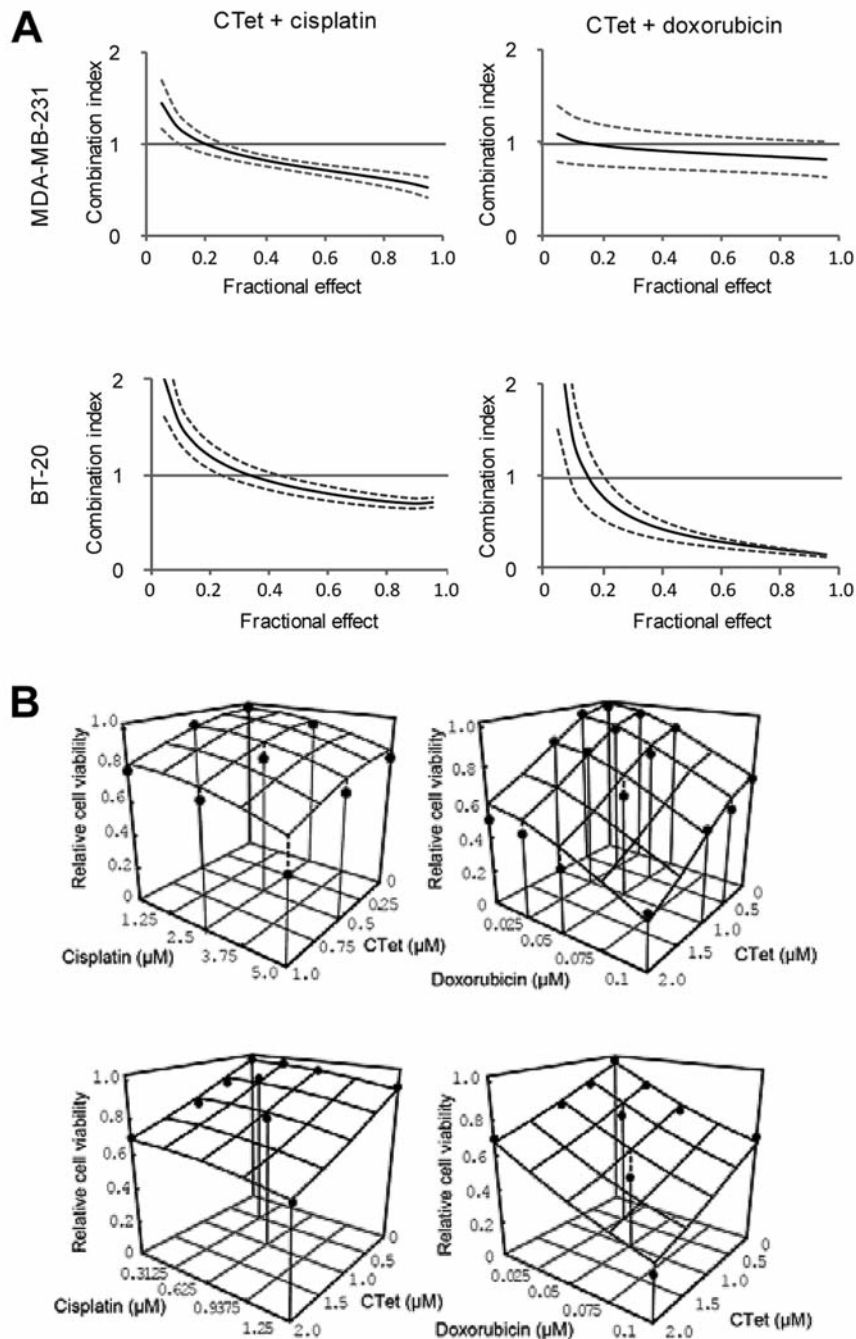 A
CTet + cisplatin
CTet + doxorubicin
MDA-MB-231
Combination index
2
1
0
0 0.2 0.4 0.6 0.8 1.0
Fractional effect
Combination index
2
1
0
0 0.2 0.4 0.6 0.8 1.0
Fractional effect
BT-20
Combination index
2
1
0
0 0.2 0.4 0.6 0.8 1.0
Fractional effect
Combination index
2
1
0
0 0.2 0.4 0.6 0.8 1.0
Fractional effect
B
Relative cell viability
1.0
0.8
0.6
0.4
0.2
0
1.25
2.5
3.75
5.0
Cisplatin (µM)
0
0.25
0.5
0.75
1.0
CTet (µM)
Relative cell viability
1.0
0.8
0.6
0.4
0.2
0
0.025
0.05
0.075
0.1
Doxorubicin (µM)
0
0.5
1.0
1.5
2.0
CTet (µM)
Relative cell viability
1.0
0.8
0.6
0.4
0.2
0
0.3125
0.625
0.9375
1.25
Cisplatin (µM)
0
0.5
1.0
1.5
2.0
CTet (µM)
Relative cell viability
1.0
0.8
0.6
0.4
0.2
0
0.025
0.05
0.075
0.1
Doxorubicin (µM)
0
0.5
1.0
1.5
2.0
CTet (µM)